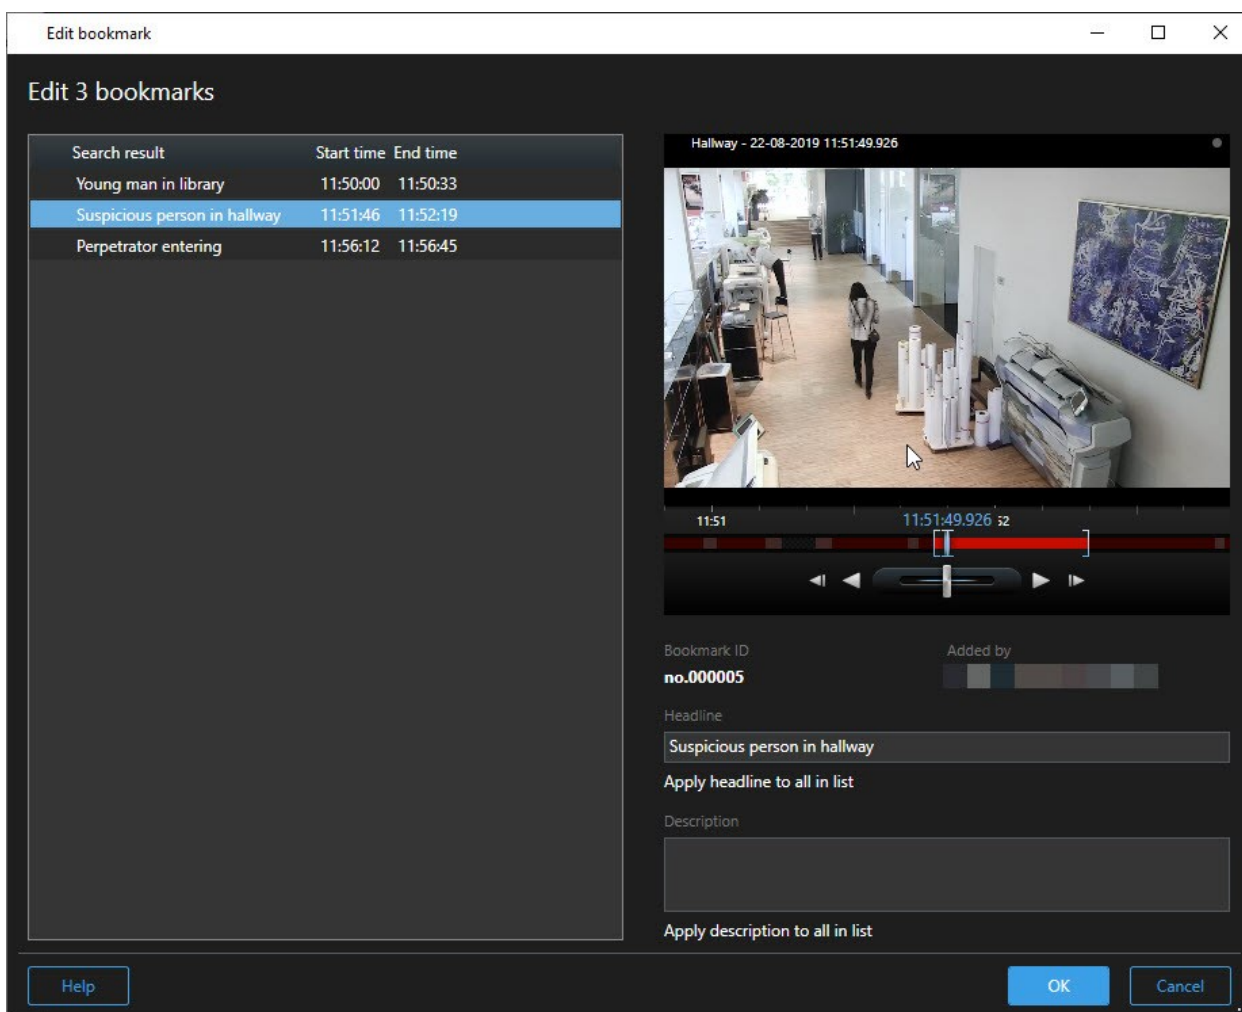 Edit bookmark
Edit 3 bookmarks
Search result Start time End time
Young man in library 11:50:00 11:50:33
Suspicious person in hallway 11:51:46 11:52:19
Perpetrator entering 11:56:12 11:56:45
Hallway - 22-08-2019 11:51:49.926
11:51 11:51:49.926 52
Bookmark ID Added by
no.000005
Headline
Suspicious person in hallway
Apply headline to all in list
Description
Apply description to all in list
Help OK Cancel